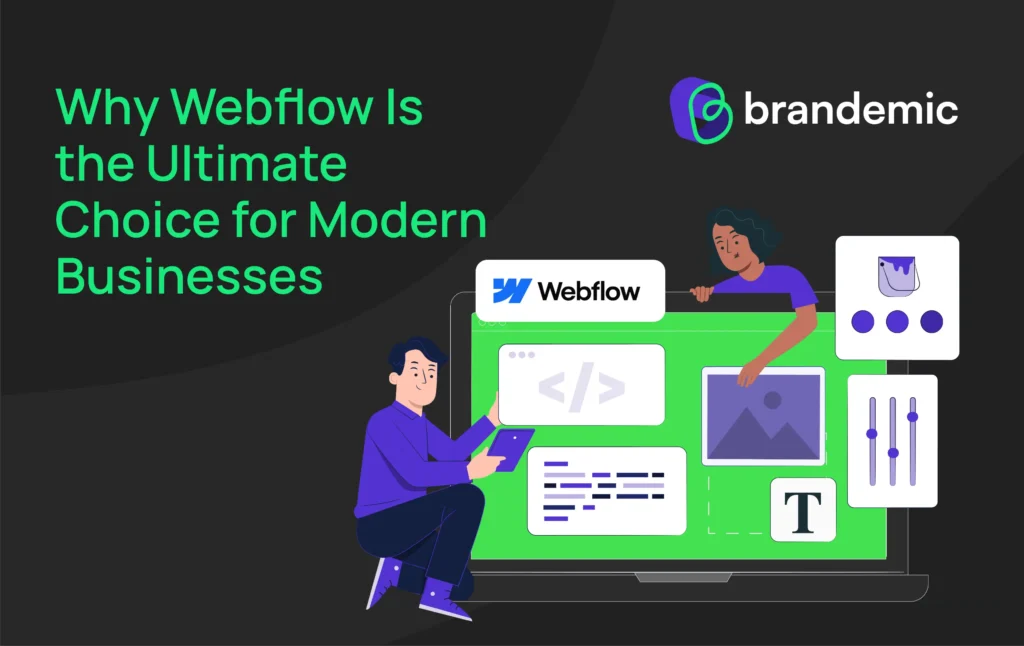 Why Webflow Is
the Ultimate
Choice for Modern
Businesses
brandemic
Webflow
</>
T